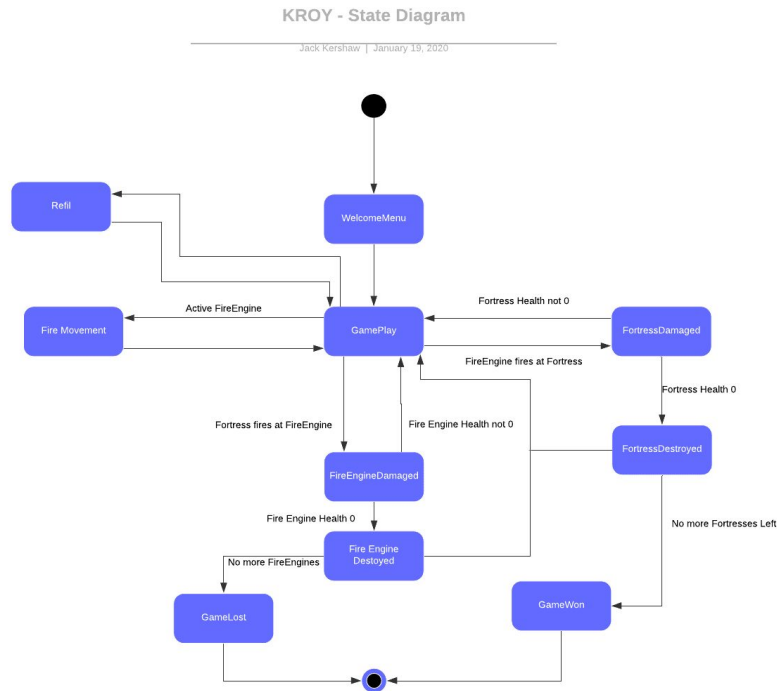 KROY - State Diagram
Jack Kershaw | January 19, 2020
Refil
WelcomeMenu
Active FireEngine
Fortress Health not 0
Fire Movement
GamePlay
FortressDamaged
FireEngine fires at Fortress
Fortress Health 0
Fortress fires at FireEngine
Fire Engine Health not 0
FortressDestroyed
FireEngineDamaged
Fire Engine Health 0
No more Fortresses Left
Fire Engine
Destoyed
No more FireEngines
GameLost
GameWon